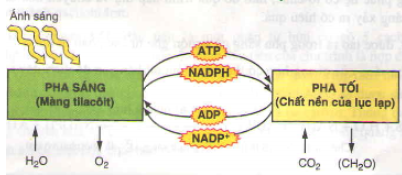 Ánh sáng
ATP
NADPH
PHA SÁNG
(Màng tilacôit)
PHA TỐI
(Chất nền của lục lạp)
ADP
NADP⁺
H₂O
O₂
CO₂
(CH₂O)